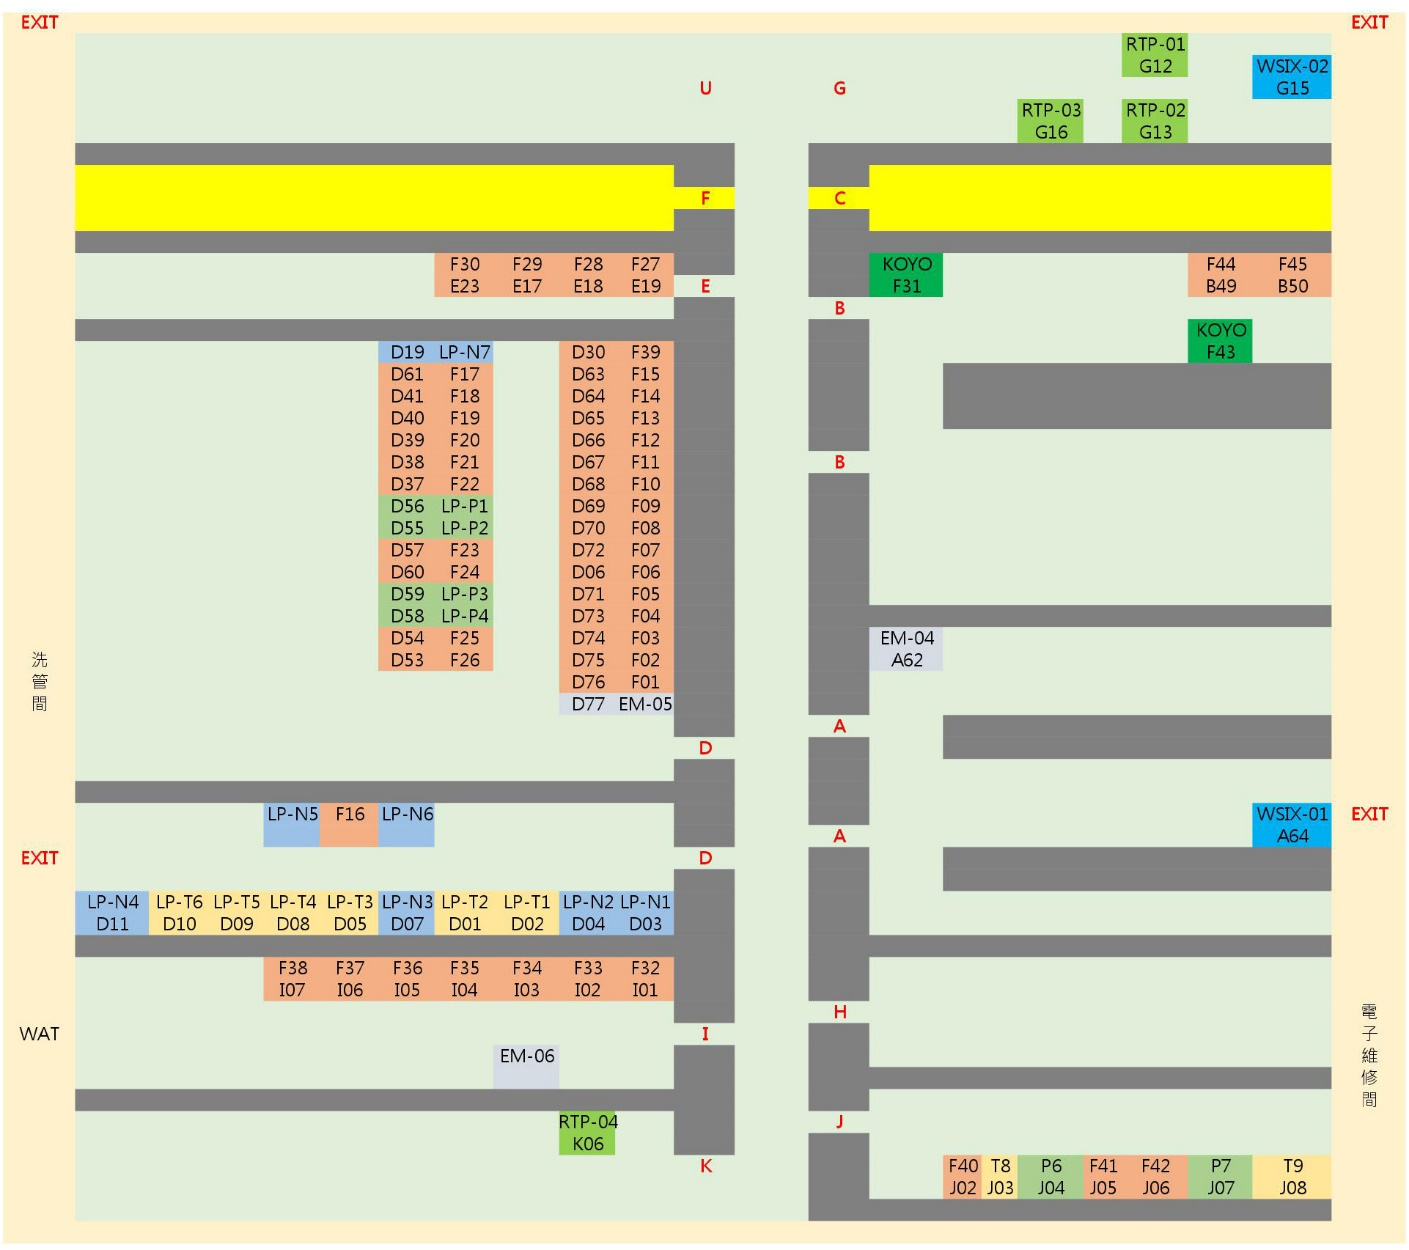 EXIT
EXIT
RTP-01
G12
WSIX-02
G15
U
G
RTP-03
G16
RTP-02
G13
F
C
F30 F29 F28 F27
E23 E17 E18 E19
E
KOYO
F31
F44 F45
B49 B50
B
KOYO
F43
D19 LP-N7
D61 F17
D41 F18
D40 F19
D39 F20
D38 F21
D37 F22
D56 LP-P1
D55 LP-P2
D57 F23
D60 F24
D59 LP-P3
D58 LP-P4
D54 F25
D53 F26
D30 F39
D63 F15
D64 F14
D65 F13
D66 F12
D67 F11
D68 F10
D69 F09
D70 F08
D72 F07
D06 F06
D71 F05
D73 F04
D74 F03
D75 F02
D76 F01
D77 EM-05
B
EM-04
A62
洗管間
A
D
LP-N5 F16 LP-N6
WSIX-01
A64
EXIT
A
EXIT
D
LP-N4 LP-T6 LP-T5 LP-T4 LP-T3 LP-N3 LP-T2 LP-T1 LP-N2 LP-N1
D11 D10 D09 D08 D05 D07 D01 D02 D04 D03
F38 F37 F36 F35 F34 F33 F32
I07 I06 I05 I04 I03 I02 I01
H
WAT
I
電子維修間
EM-06
RTP-04
K06
J
K
F40 T8 P6 F41 F42 P7 T9
J02 J03 J04 J05 J06 J07 J08